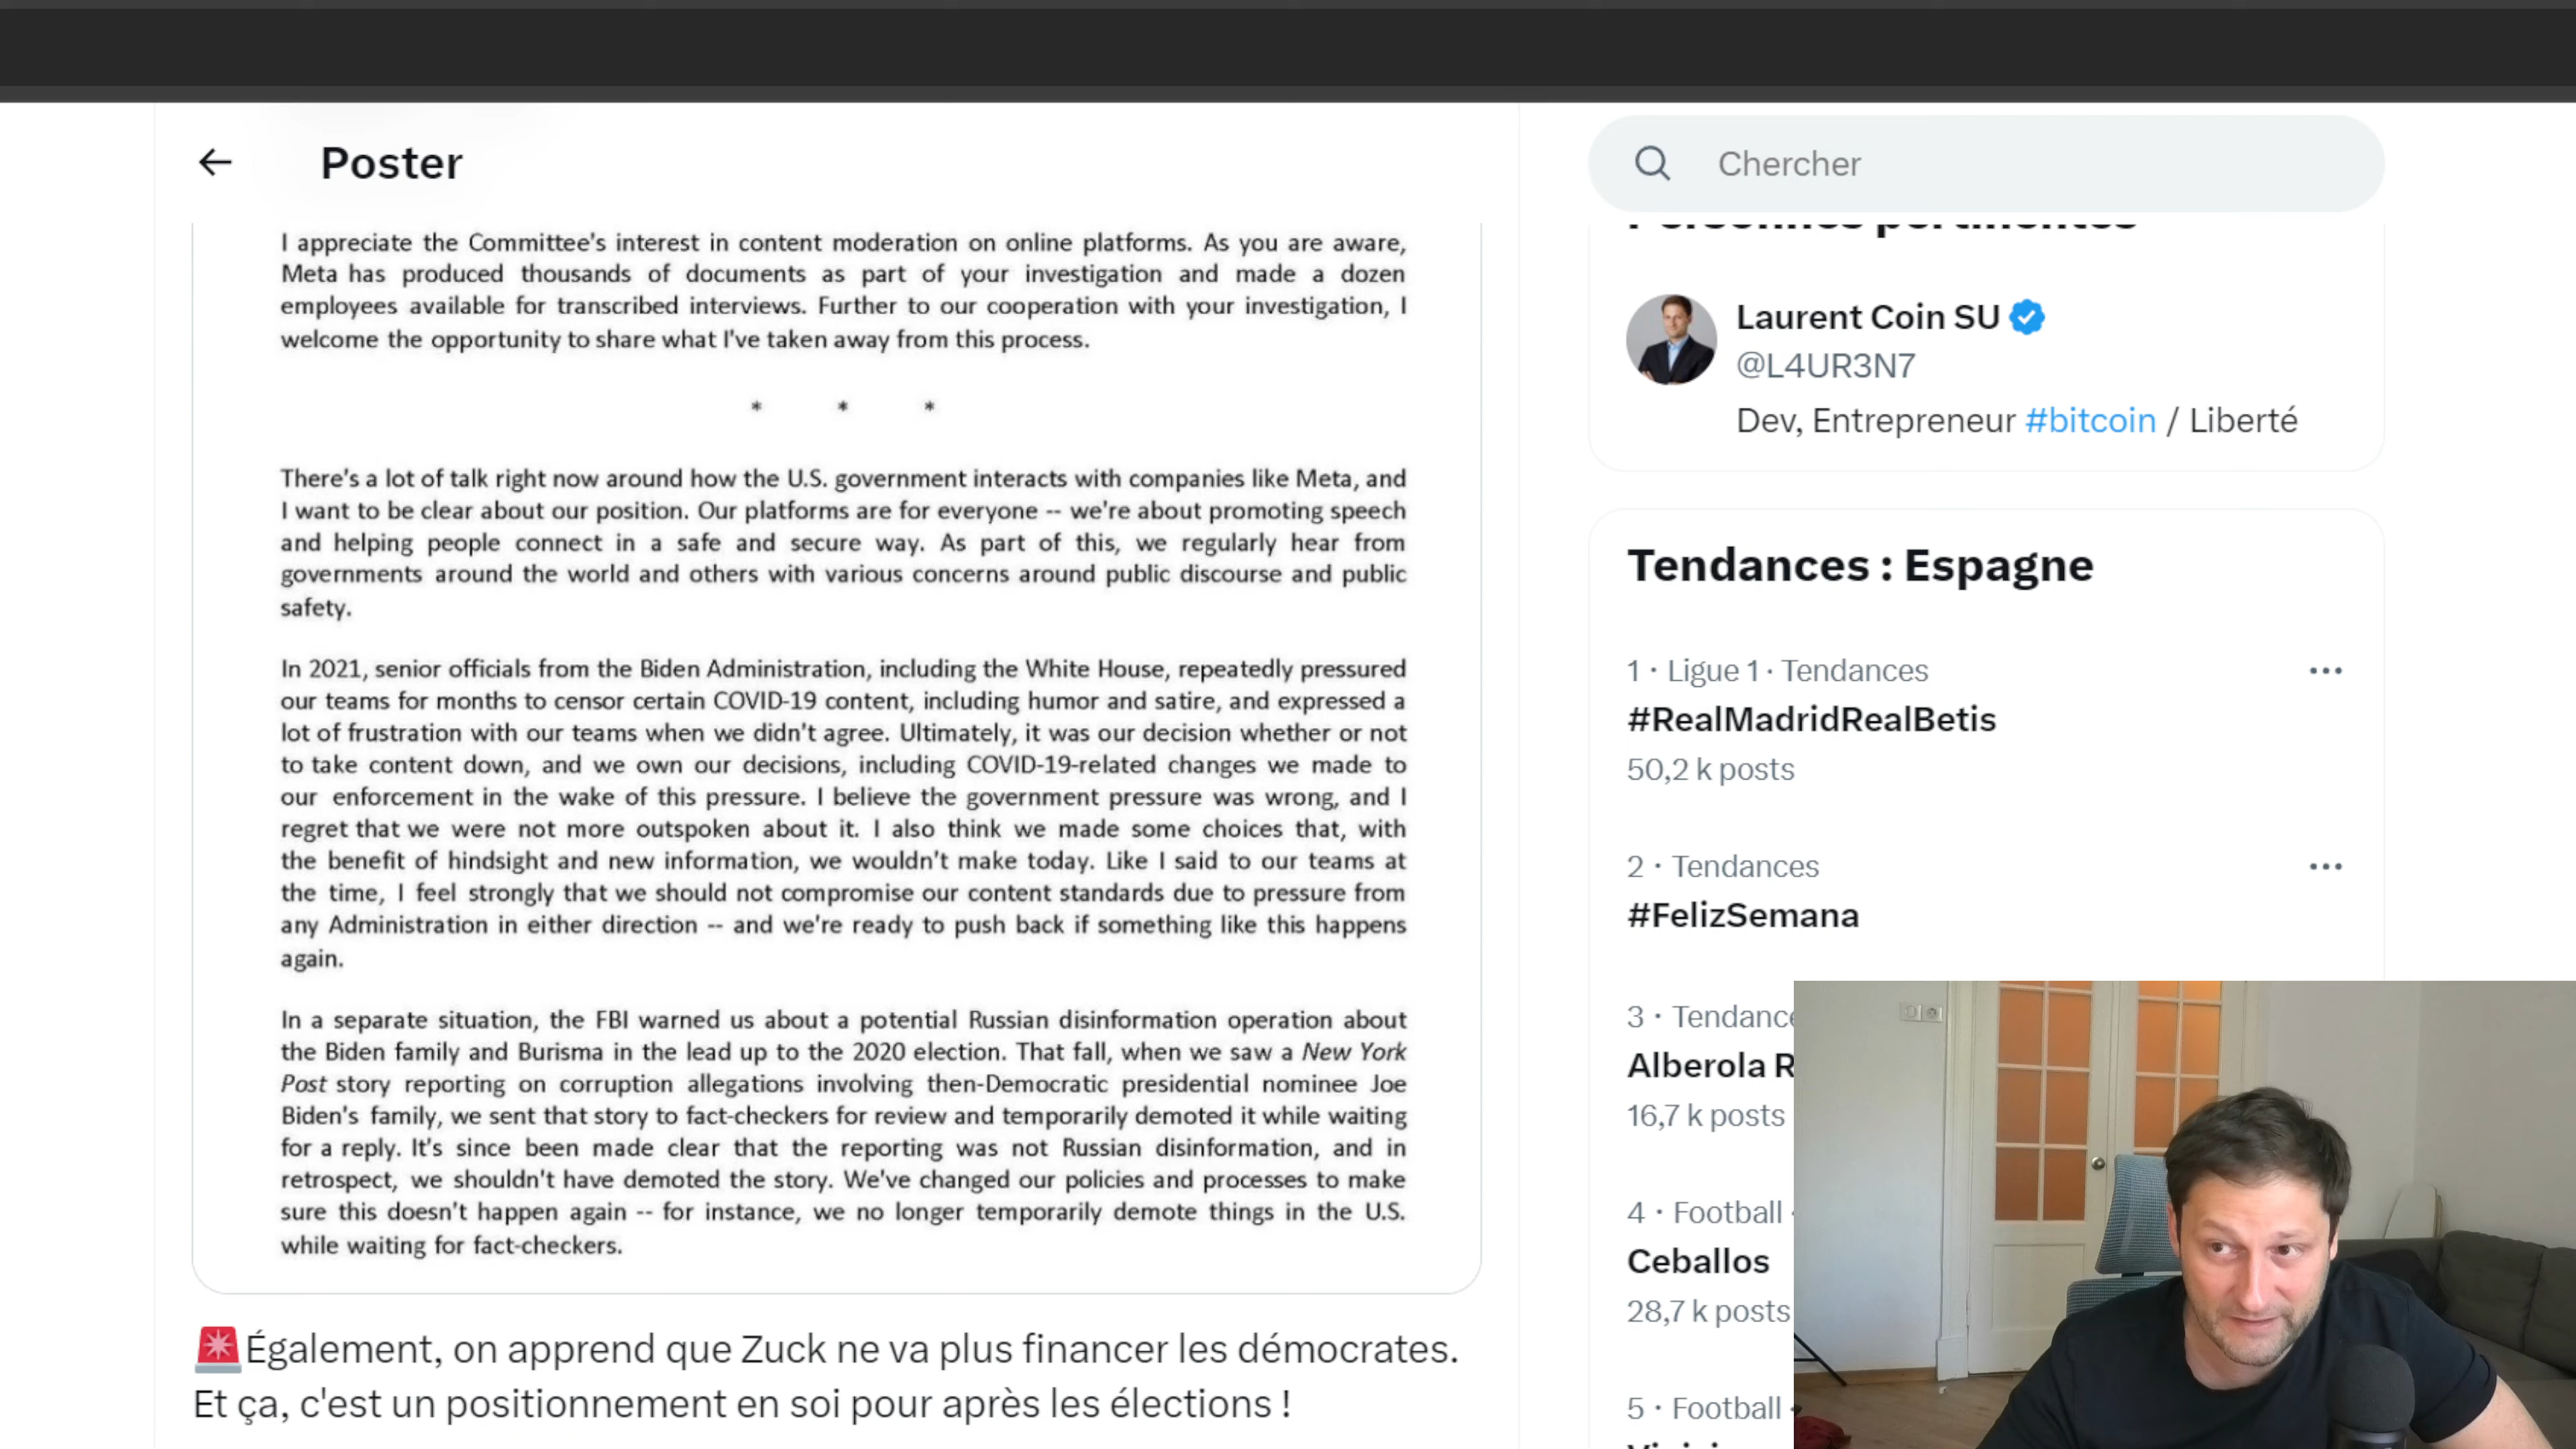 Poster
I appreciate the Committee's interest in content moderation on online platforms. As you are aware,
Meta has produced thousands of documents as part of your investigation and made a dozen
employees available for transcribed interviews. Further to our cooperation with your investigation, I
welcome the opportunity to share what I've taken away from this process.
* * *
There's a lot of talk right now around how the U.S. government interacts with companies like Meta, and
I want to be clear about our position. Our platforms are for everyone -- we're about promoting speech
and helping people connect in a safe and secure way. As part of this, we regularly hear from
governments around the world and others with various concerns around public discourse and public
safety.
In 2021, senior officials from the Biden Administration, including the White House, repeatedly pressured
our teams for months to censor certain COVID-19 content, including humor and satire, and expressed a
lot of frustration with our teams when we didn't agree. Ultimately, it was our decision whether or not
to take content down, and we own our decisions, including COVID-19-related changes we made to
our enforcement in the wake of this pressure. I believe the government pressure was wrong, and I
regret that we were not more outspoken about it. I also think we made some choices that, with
the benefit of hindsight and new information, we wouldn't make today. Like I said to our teams at
the time, I feel strongly that we should not compromise our content standards due to pressure from
any Administration in either direction -- and we're ready to push back if something like this happens
again.
In a separate situation, the FBI warned us about a potential Russian disinformation operation about
the Biden family and Burisma in the lead up to the 2020 election. That fall, when we saw a New York
Post story reporting on corruption allegations involving then-Democratic presidential nominee Joe
Biden's family, we sent that story to fact-checkers for review and temporarily demoted it while waiting
for a reply. It's since been made clear that the reporting was not Russian disinformation, and in
retrospect, we shouldn't have demoted the story. We've changed our policies and processes to make
sure this doesn't happen again -- for instance, we no longer temporarily demote things in the U.S.
while waiting for fact-checkers.
Également, on apprend que Zuck ne va plus financer les démocrates.
Et ça, c'est un positionnement en soi pour après les élections !
Chercher
Personnes pertinentes
Laurent Coin SU
@L4UR3N7
Dev, Entrepreneur #bitcoin / Liberté
Tendances : Espagne
1 · Ligue 1 · Tendances
#RealMadridRealBetis
50,2 k posts
2 · Tendances
#FelizSemana
3 · Tendance
Alberola R
16,7 k posts
4 · Football ·
Ceballos
28,7 k posts
5 · Football ·